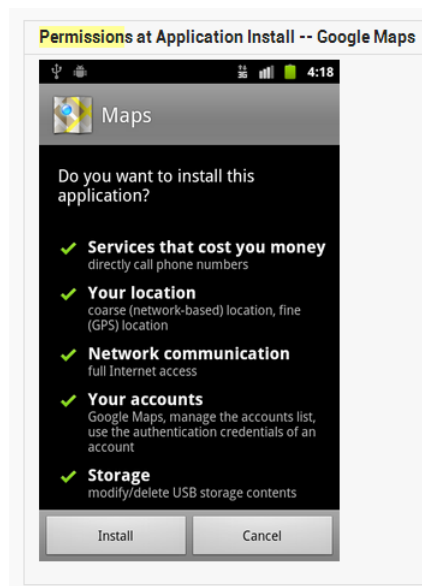 Permissions at Application Install -- Google Maps
3G 4:18
Maps
Do you want to install this
application?
Services that cost you money
directly call phone numbers
Your location
coarse (network-based) location, fine
(GPS) location
Network communication
full Internet access
Your accounts
Google Maps, manage the accounts list,
use the authentication credentials of an
account
Storage
modify/delete USB storage contents
Install Cancel